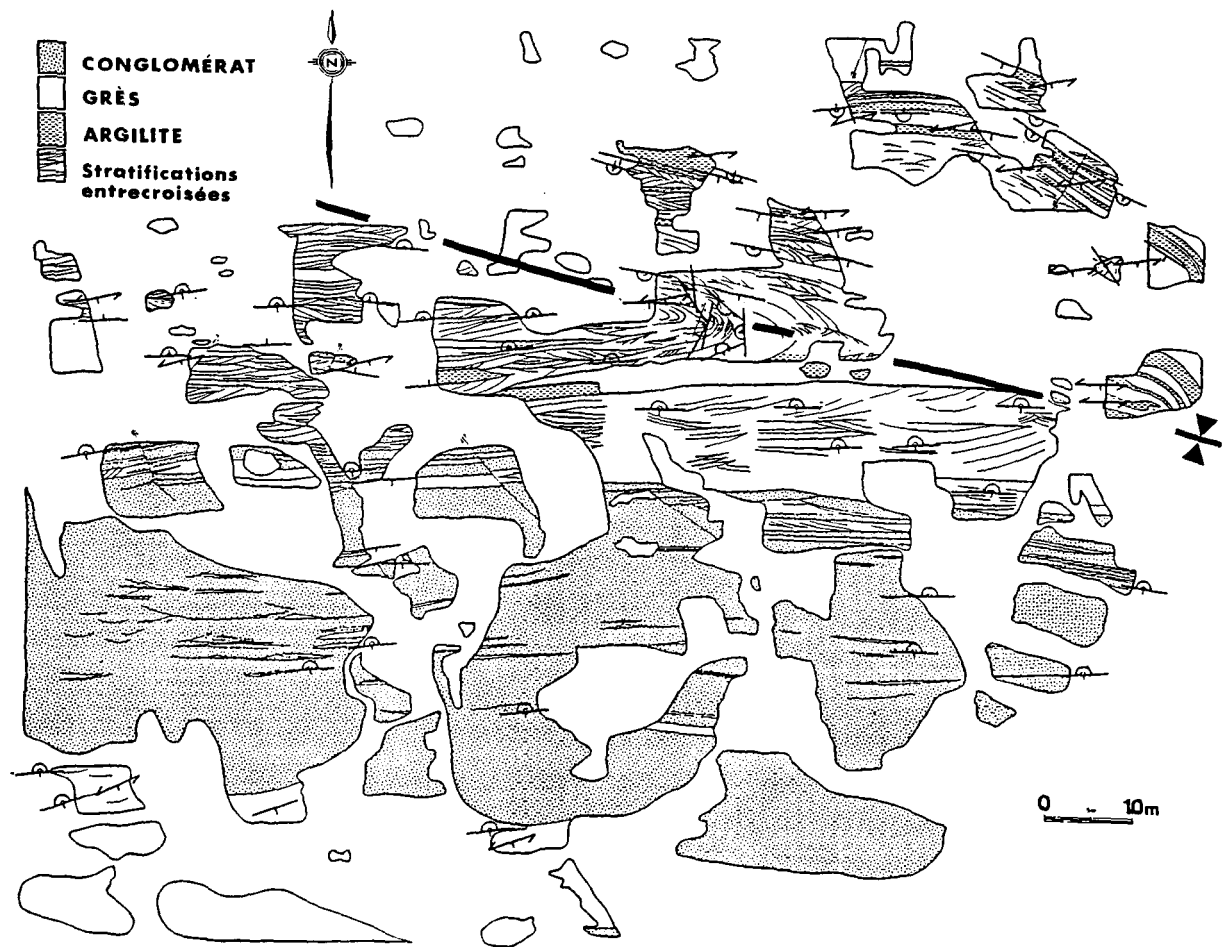 CONGLOMÉRAT
N
GRÈS
ARGILITE
Stratifications
entrecroisées
0 10m